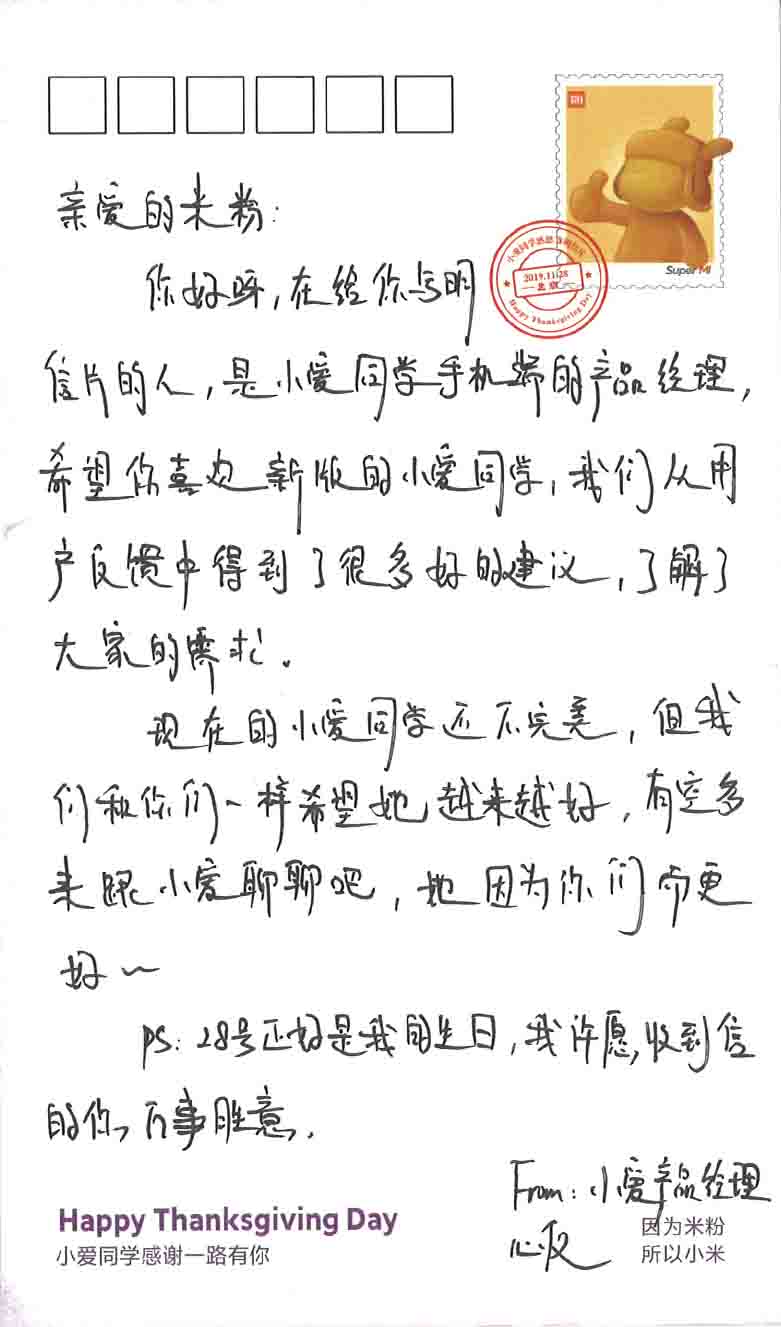 MI
Super MI
小爱同学感恩节明信片
2019.11.28
北京
Happy Thanksgiving Day
亲爱的米粉:
你好呀,在给你写明
信片的人,是小爱同学手机端的产品经理,
希望你喜欢新版的小爱同学,我们从用
户反馈中得到了很多好的建议,了解了
大家的需求.
现在的小爱同学还不完美,但我
们和你们一样希望她越来越好,有空多
来跟小爱聊聊吧,她因为你们而更
好~
PS:28号正好是我的生日,我许愿,收到信
的你,万事胜意.
From:小爱产品经理
Happy Thanksgiving Day
小爱同学感谢一路有你
因为米粉
所以小米